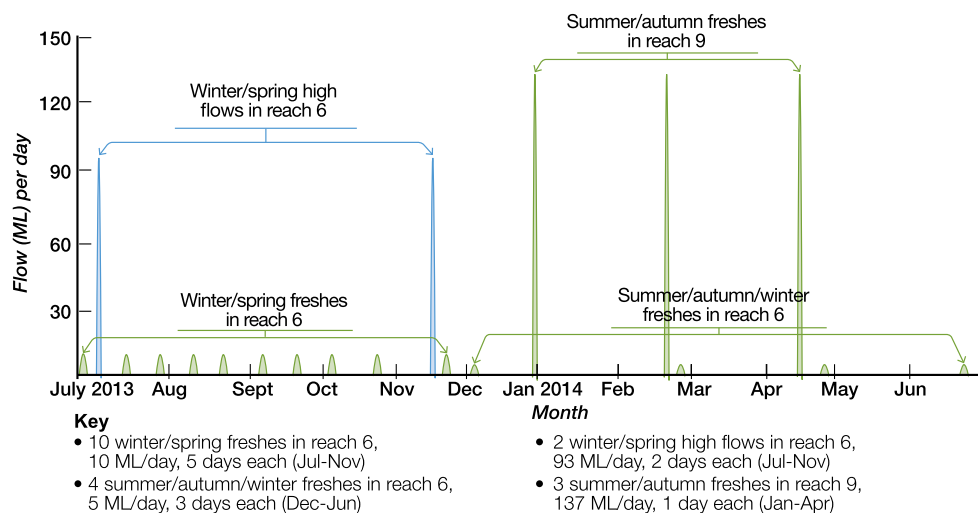 Summer/autumn freshes
in reach 9
150
120
90
60
30
Flow (ML) per day
Winter/spring high
flows in reach 6
Winter/spring freshes
in reach 6
Summer/autumn/winter
freshes in reach 6
July 2013 Aug Sept Oct Nov Dec Jan 2014 Feb Mar Apr May Jun
Month
Key
• 10 winter/spring freshes in reach 6,
10 ML/day, 5 days each (Jul-Nov)
• 4 summer/autumn/winter freshes in reach 6,
5 ML/day, 3 days each (Dec-Jun)
• 2 winter/spring high flows in reach 6,
93 ML/day, 2 days each (Jul-Nov)
• 3 summer/autumn freshes in reach 9,
137 ML/day, 1 day each (Jan-Apr)